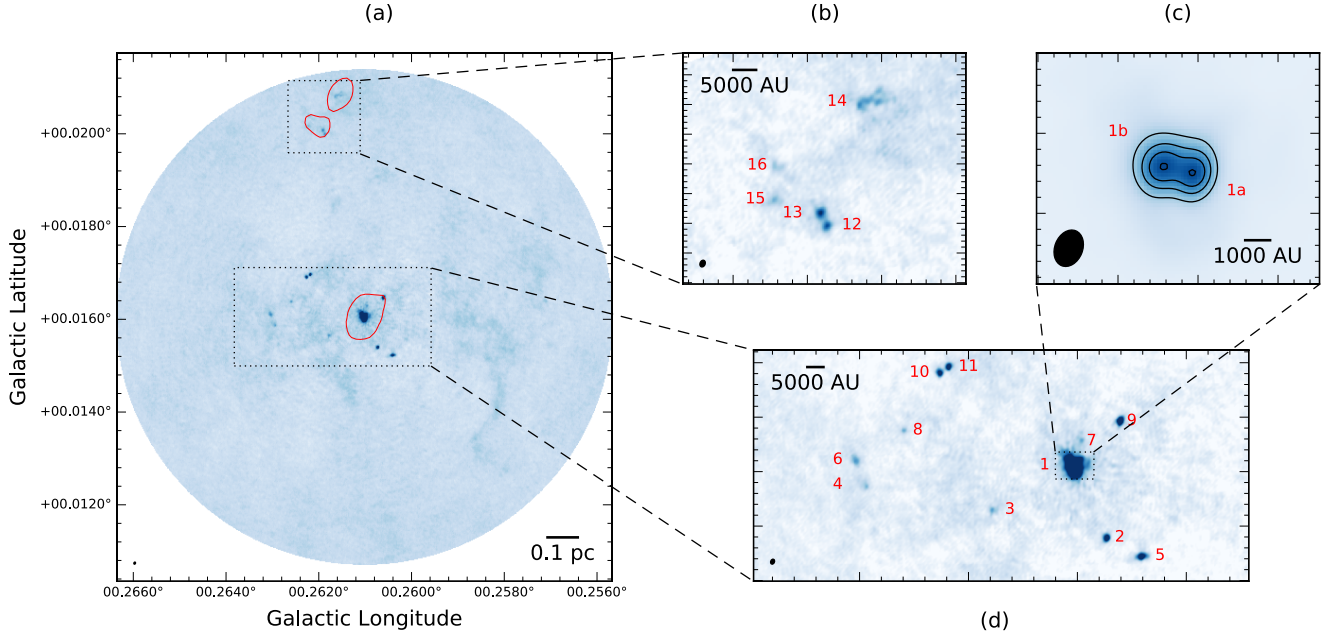 (a)
(b)
(c)
+00.0200°
+00.0180°
+00.0160°
+00.0140°
+00.0120°
Galactic Latitude
0.1 pc
00.2660°
00.2640°
00.2620°
00.2600°
00.2580°
00.2560°
Galactic Longitude
5000 AU
14
16
15
13
12
1b
1a
1000 AU
5000 AU
10
11
9
8
7
6
1
4
3
2
5
(d)